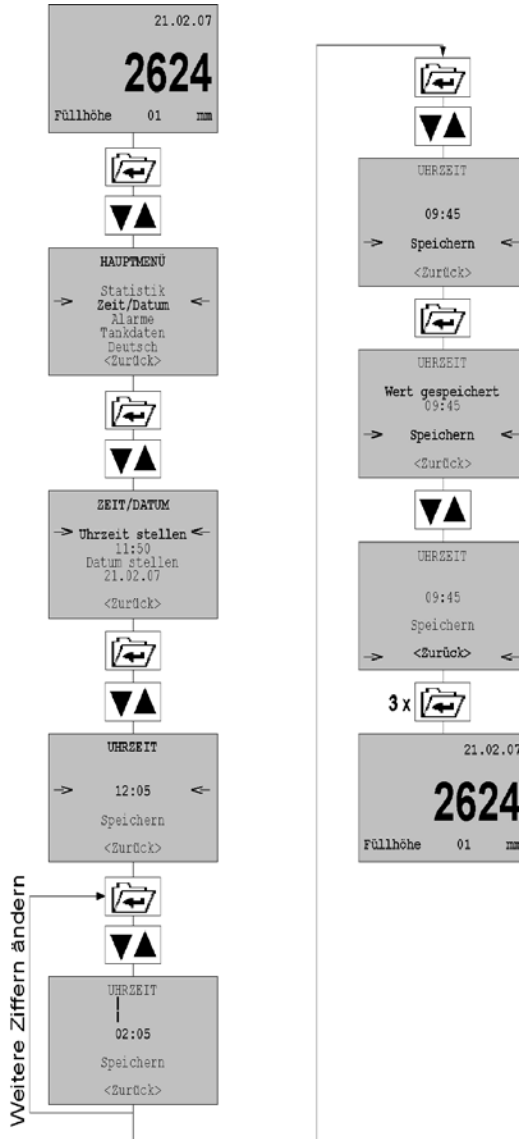 21.02.07
2624
Füllhöhe 01 mm
HAUPTMENÜ
Statistik
-> Zeit/Datum <-
Alarme
Tankdaten
Deutsch
<Zurück>
ZEIT/DATUM
-> Uhrzeit stellen <-
11:50
Datum stellen
21.02.07
<Zurück>
UHRZEIT
-> 12:05 <-
Speichern
<Zurück>
Weitere Ziffern ändern
UHRZEIT
02:05
Speichern
<Zurück>
UHRZEIT
09:45
-> Speichern <-
<Zurück>
UHRZEIT
Wert gespeichert
09:45
-> Speichern <-
<Zurück>
UHRZEIT
09:45
Speichern
-> <Zurück> <-
3 x
21.02.07
2624
Füllhöhe 01 mm